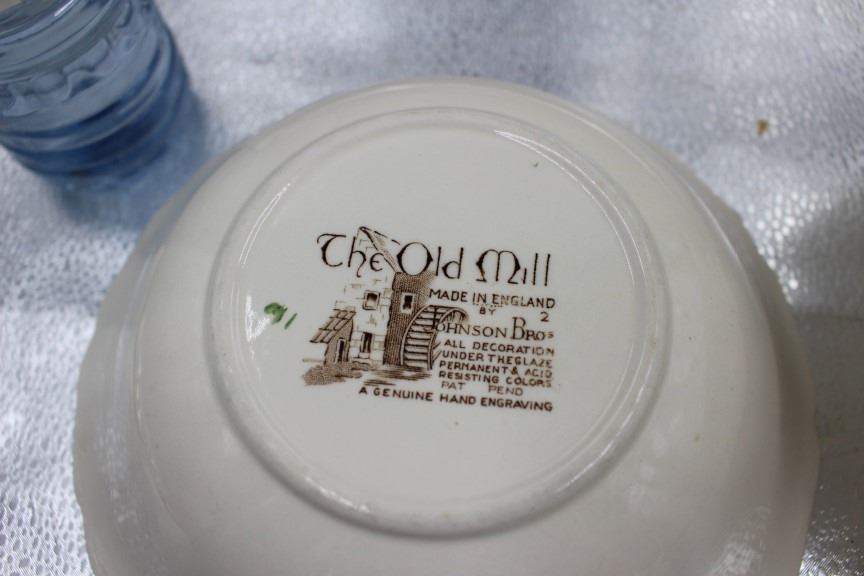 The Old Mill
MADE IN ENGLAND
BY 2
JOHNSON BROS
ALL DECORATION
UNDER THE GLAZE
PERMANENT & ACID
RESISTING COLORS
PAT PEND
A GENUINE HAND ENGRAVING